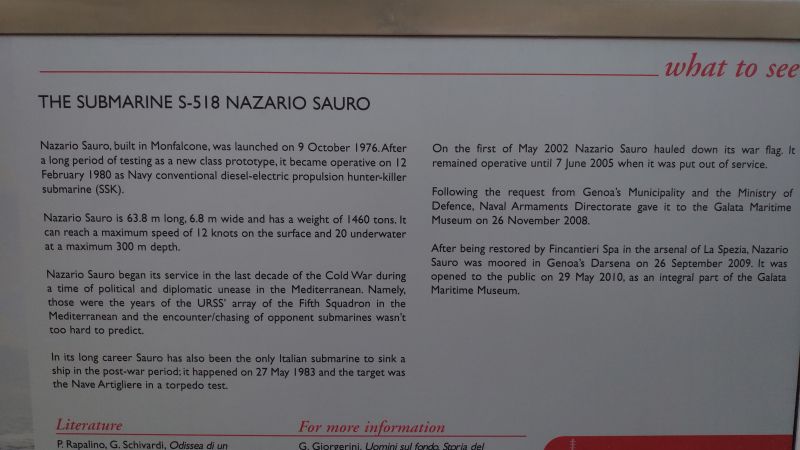 what to see
THE SUBMARINE S-518 NAZARIO SAURO
Nazario Sauro, built in Monfalcone, was launched on 9 October 1976. After
a long period of testing as a new class prototype, it became operative on 12
February 1980 as Navy conventional diesel-electric propulsion hunter-killer
submarine (SSK).
Nazario Sauro is 63.8 m long, 6.8 m wide and has a weight of 1460 tons. It
can reach a maximum speed of 12 knots on the surface and 20 underwater
at a maximum 300 m depth.
Nazario Sauro began its service in the last decade of the Cold War during
a time of political and diplomatic unease in the Mediterranean. Namely,
those were the years of the URSS' array of the Fifth Squadron in the
Mediterranean and the encounter/chasing of opponent submarines wasn't
too hard to predict.
In its long career Sauro has also been the only Italian submarine to sink a
ship in the post-war period; it happened on 27 May 1983 and the target was
the Nave Artigliere in a torpedo test.
On the first of May 2002 Nazario Sauro hauled down its war flag. It
remained operative until 7 June 2005 when it was put out of service.
Following the request from Genoa's Municipality and the Ministry of
Defence, Naval Armaments Directorate gave it to the Galata Maritime
Museum on 26 November 2008.
After being restored by Fincantieri Spa in the arsenal of La Spezia, Nazario
Sauro was moored in Genoa's Darsena on 26 September 2009. It was
opened to the public on 29 May 2010, as an integral part of the Galata
Maritime Museum.
Literature
P. Rapalino, G. Schivardi, Odissea di un
For more information
G. Giorgerini, Uomini sul fondo. Storia del